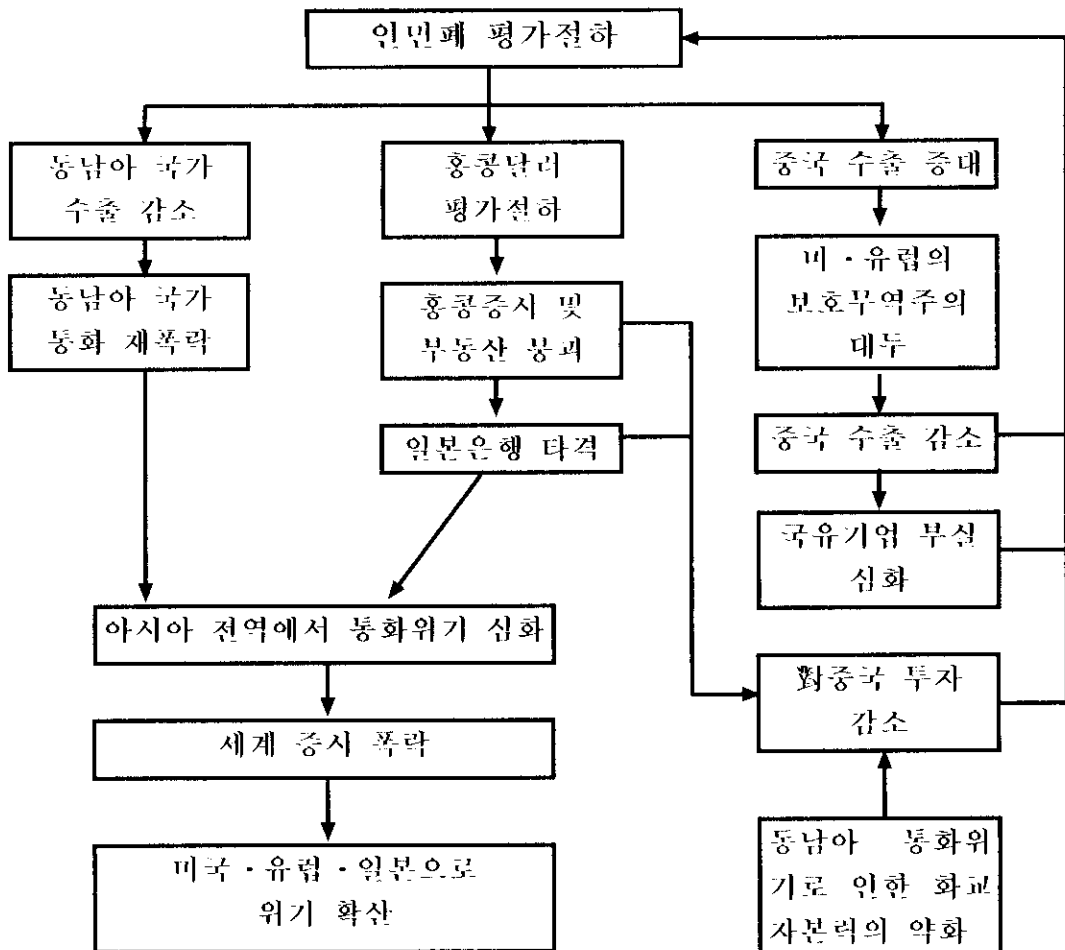 인민폐 평가절하
동남아 국가
수출 감소
홍콩달러
평가절하
중국 수출 증대
동남아 국가
통화 재폭락
홍콩증시 및
부동산 붕괴
미·유럽의
보호무역주의
대두
일본은행 타격
중국 수출 감소
국유기업 부실
심화
아시아 전역에서 통화위기 심화
對중국 투자
감소
세계 증시 폭락
미국·유럽·일본으로
위기 확산
동남아 통화위
기로 인한 화교
자본력의 약화